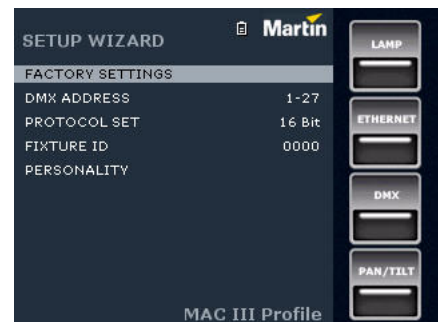 SETUP WIZARD
Martin
FACTORY SETTINGS
DMX ADDRESS 1-27
PROTOCOL SET 16 Bit
FIXTURE ID 0000
PERSONALITY
MAC III Profile
LAMP
ETHERNET
DMX
PAN/TILT